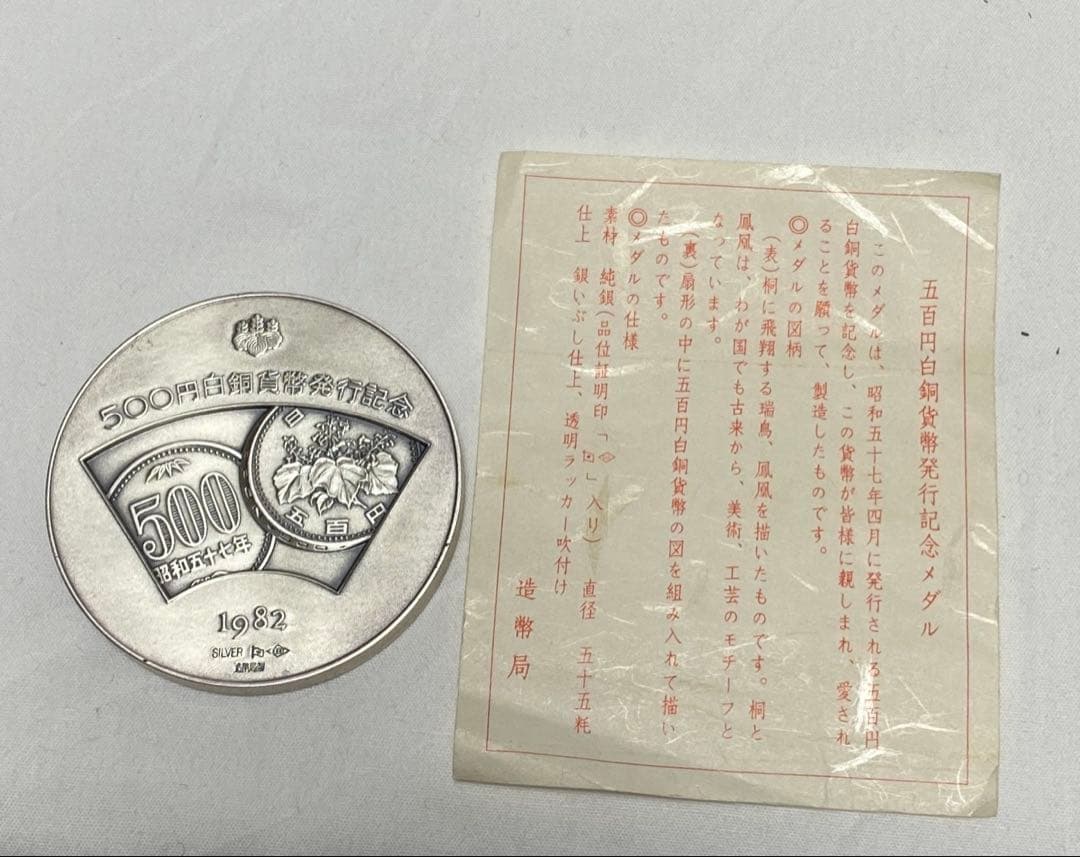 500円白銅貨幣発行記念
日
五百円
500
昭和五十七年
1982
SILVER
五百円白銅貨幣発行記念メダル
このメダルは、昭和五十七年四月に発行される五百円
白銅貨幣を記念し、この貨幣が皆様に親しまれ、愛され
ることを願って、製造したものです。
◎メダルの図柄
(表)桐に飛翔する瑞鳥、鳳凰を描いたものです。桐と
鳳凰は、わが国でも古来から、美術、工芸のモチーフと
なっています。
(裏)扇形の中に五百円白銅貨幣の図を組み入れて描い
たものです。
◎メダルの仕様
素材 純銀(品位証明印「」入り) 直径 五十五粍
仕上 銀いぶし仕上、透明ラッカー吹付け
造幣局